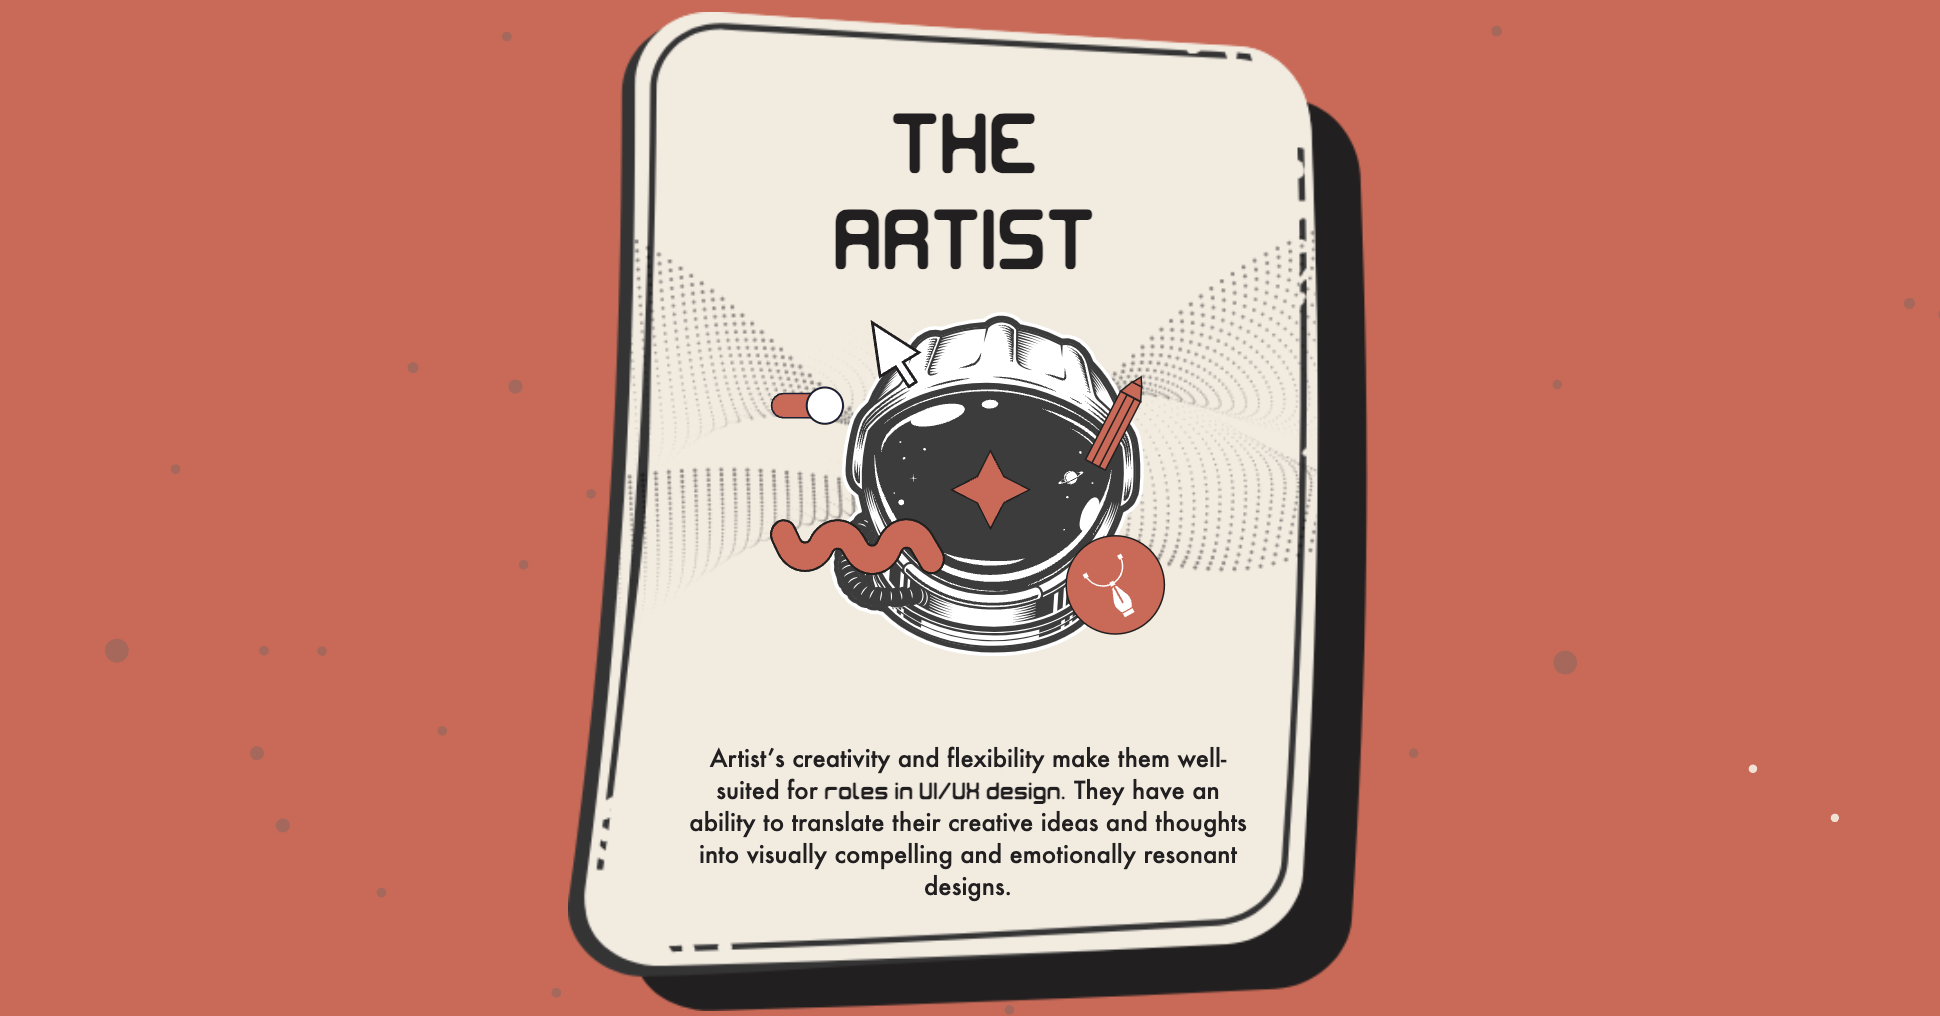 THE
ARTIST
Artist’s creativity and flexibility make them well-
suited for roles in UI/UX design. They have an
ability to translate their creative ideas and thoughts
into visually compelling and emotionally resonant
designs.